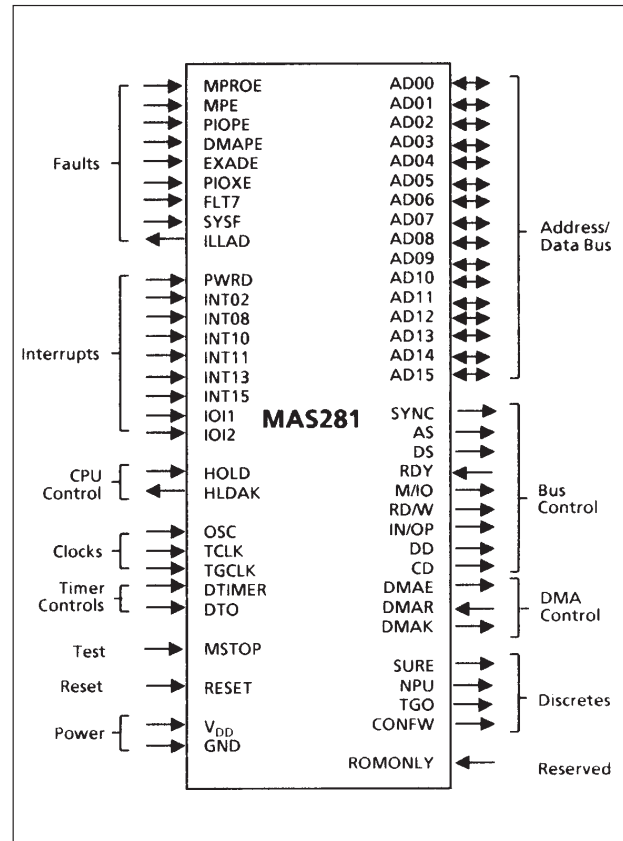 Faults
MPROE
MPE
PIOPE
DMAPE
EXADE
PIOXE
FLT7
SYSF
ILLAD
Interrupts
PWRD
INT02
INT08
INT10
INT11
INT13
INT15
IOI1
IOI2
CPU
Control
HOLD
HLDAK
Clocks
OSC
TCLK
TGCLK
Timer
Controls
DTIMER
DTO
Test
MSTOP
Reset
RESET
Power
VDD
GND
MAS281
AD00
AD01
AD02
AD03
AD04
AD05
AD06
AD07
AD08
AD09
AD10
AD11
AD12
AD13
AD14
AD15
Address/
Data Bus
SYNC
AS
DS
RDY
M/IO
RD/W
IN/OP
DD
CD
Bus
Control
DMAE
DMAR
DMAK
DMA
Control
SURE
NPU
TGO
CONFW
Discretes
ROMONLY
Reserved